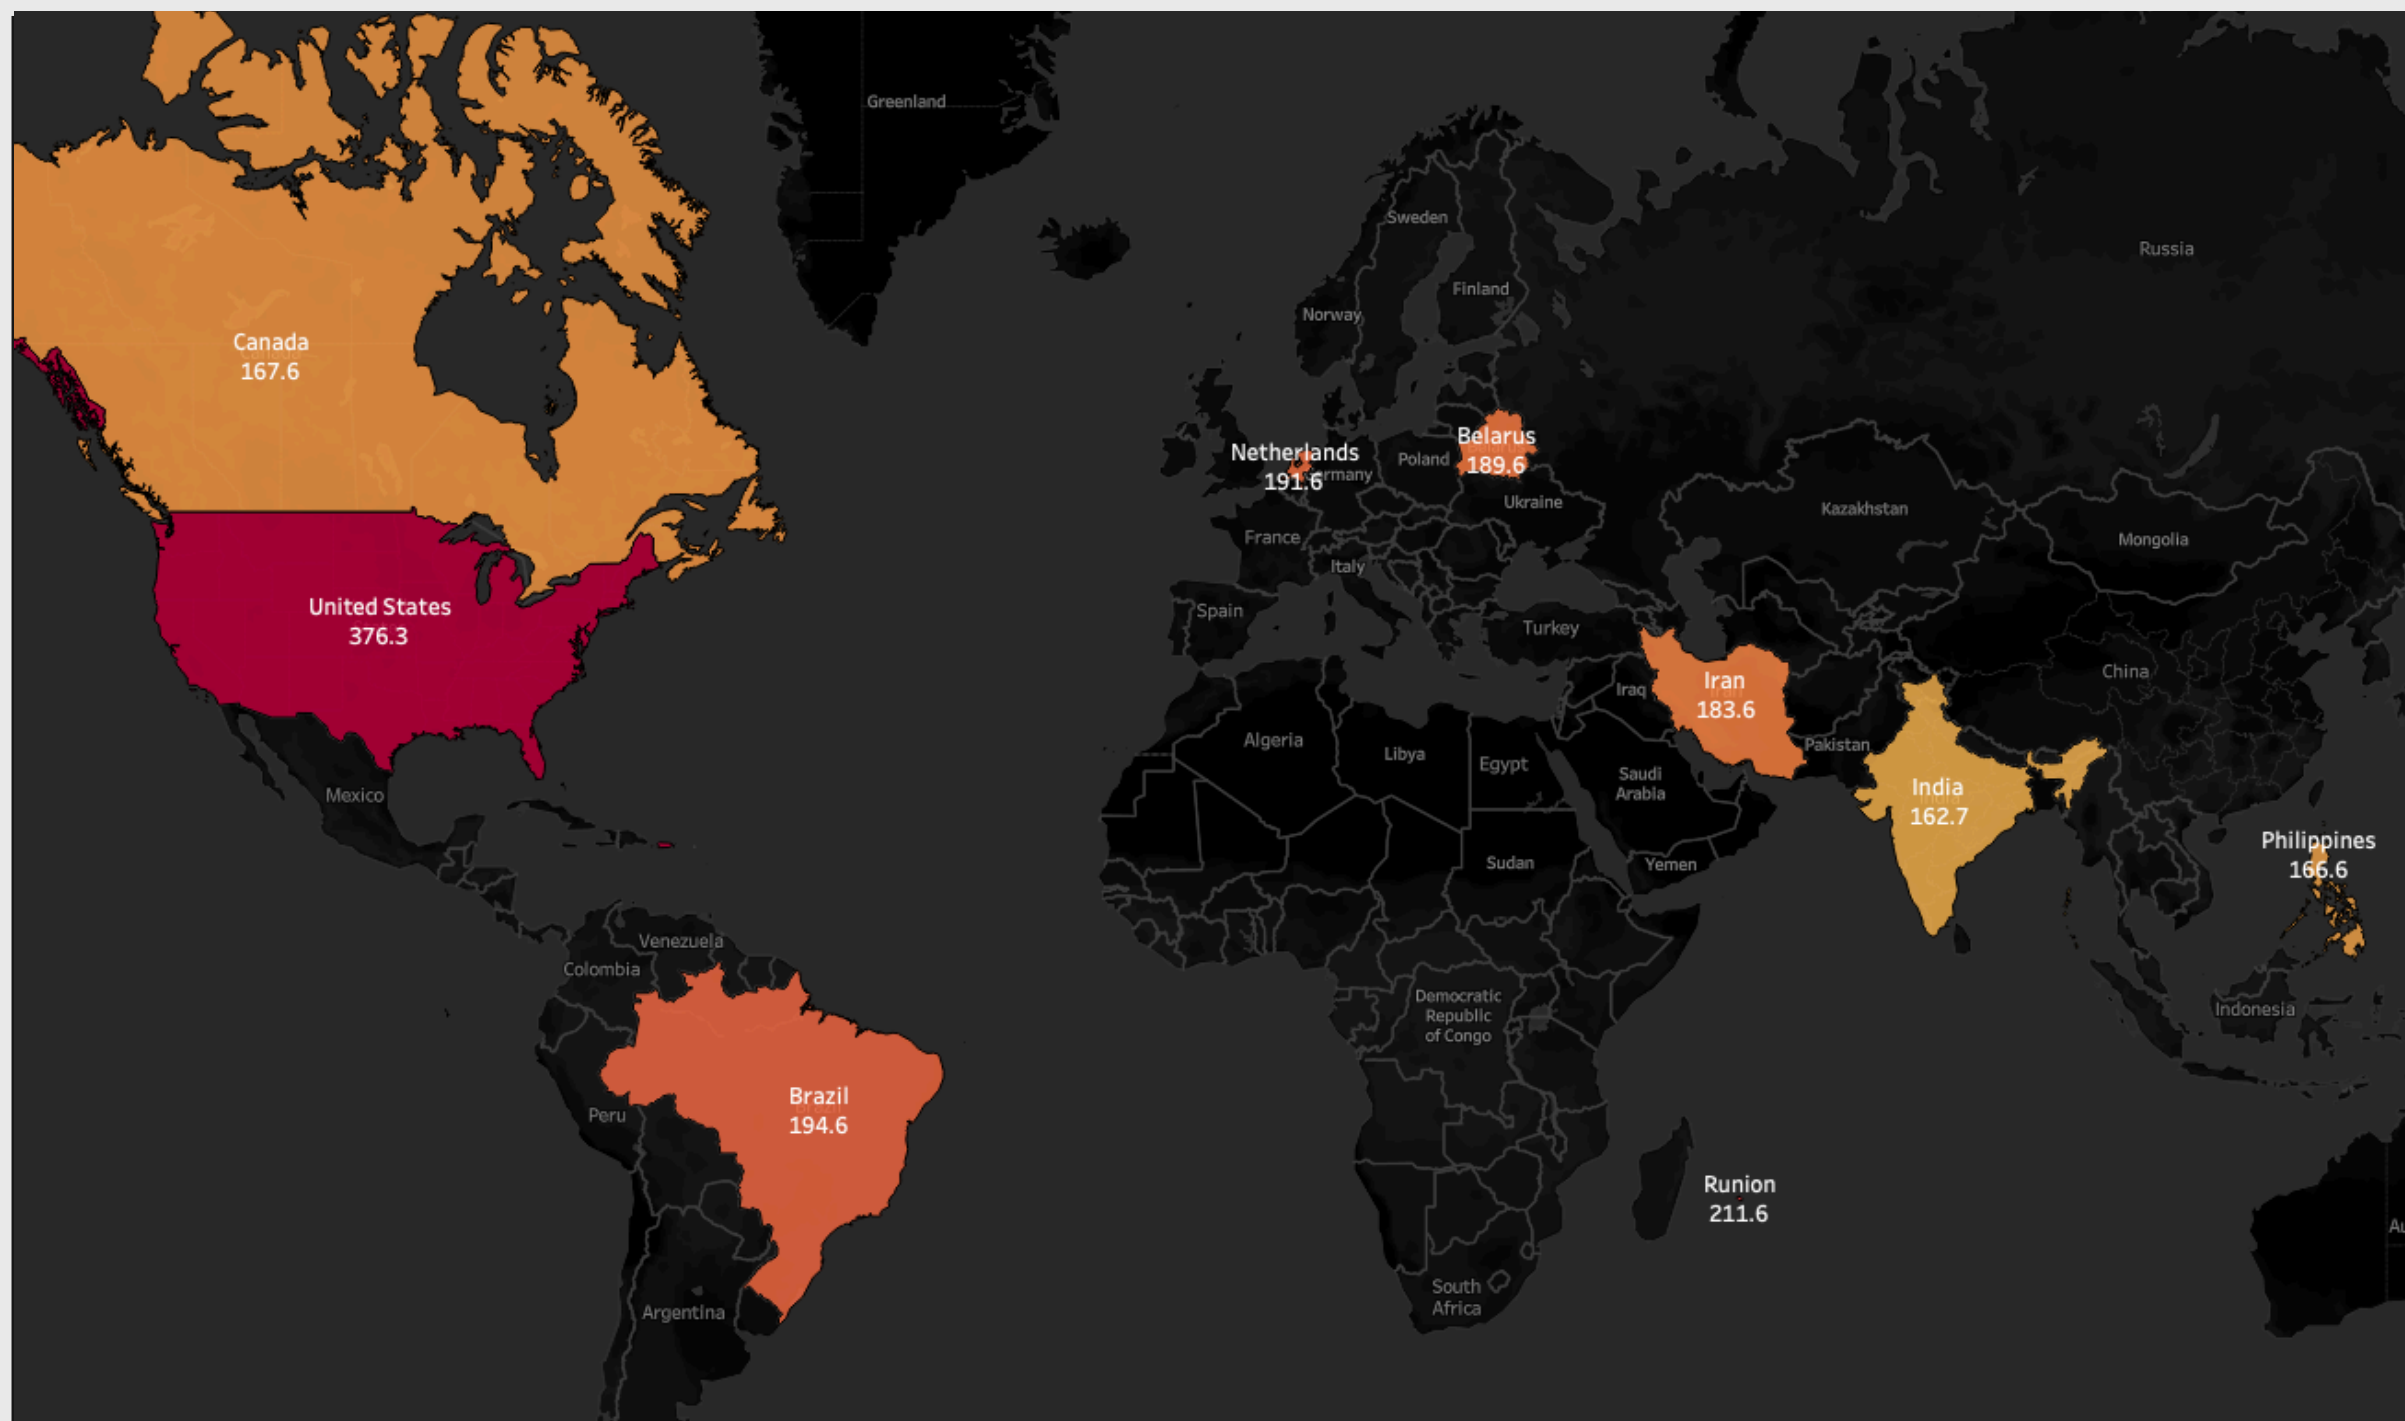 Greenland
Sweden
Russia
Finland
Norway
Canada
167.6
Netherlands
191.6
ermany
Poland
Belarus
189.6
Ukraine
Kazakhstan
Mongolia
France
Italy
Spain
Turkey
United States
376.3
China
Iraq
Iran
183.6
Algeria
Libya
Egypt
Saudi
Arabia
Pakistan
India
162.7
Mexico
Philippines
166.6
Sudan
Yemen
Venezuela
Colombia
Democratic
Republic
of Congo
Indonesia
Brazil
194.6
Peru
Runion
211.6
Au
South
Africa
Argentina